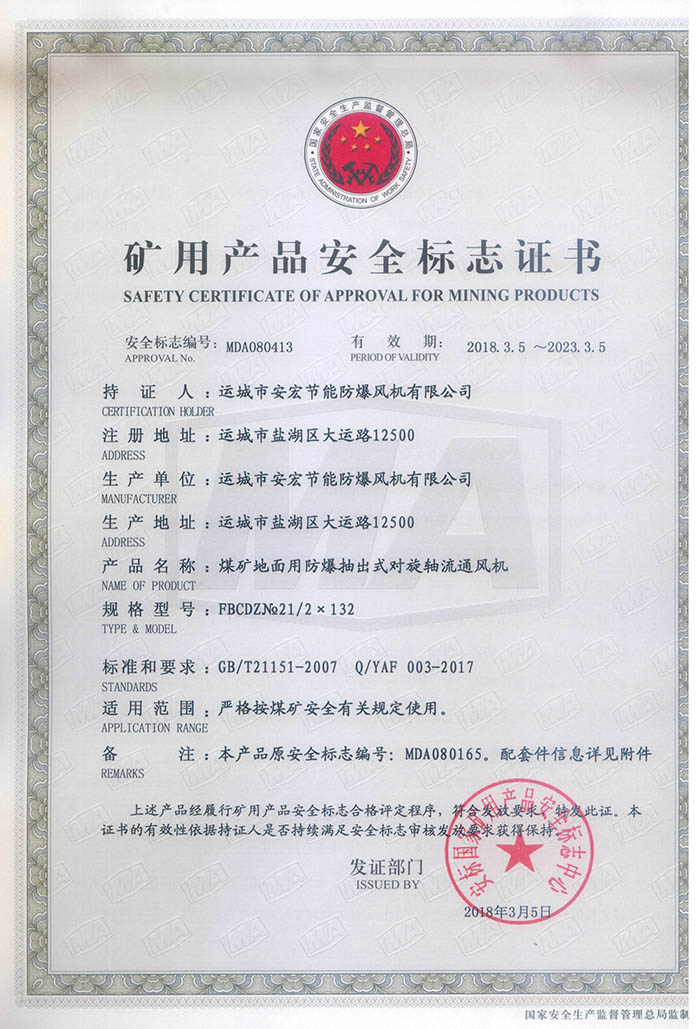 国家安全生产监督管理总局
STATE ADMINISTRATION OF WORK SAFETY
矿用产品安全标志证书
SAFETY CERTIFICATE OF APPROVAL FOR MINING PRODUCTS
安全标志编号：MDA080413 有效期：2018.3.5 ～2023.3.5
APPROVAL No. PERIOD OF VALIDITY
持证人：运城市安宏节能防爆风机有限公司
CERTIFICATION HOLDER
注册地址：运城市盐湖区大运路12500
ADDRESS
生产单位：运城市安宏节能防爆风机有限公司
MANUFACTURER
生产地址：运城市盐湖区大运路12500
ADDRESS
产品名称：煤矿地面用防爆抽出式对旋轴流通风机
NAME OF PRODUCT
规格型号：FBCDZ№21/2×132
TYPE & MODEL
标准和要求：GB/T21151-2007 Q/YAF 003-2017
STANDARDS
适用范围：严格按煤矿安全有关规定使用。
APPLICATION RANGE
备注：本产品原安全标志编号：MDA080165。配套件信息详见附件
REMARKS
上述产品经履行矿用产品安全标志合格评定程序，符合发放要求，特发此证。本
证书的有效性依据持证人是否持续满足安全标志审核发放要求获得保持。
发证部门
ISSUED BY
安标国家矿用产品安全标志中心
2018年3月5日
国家安全生产监督管理总局监制
MA